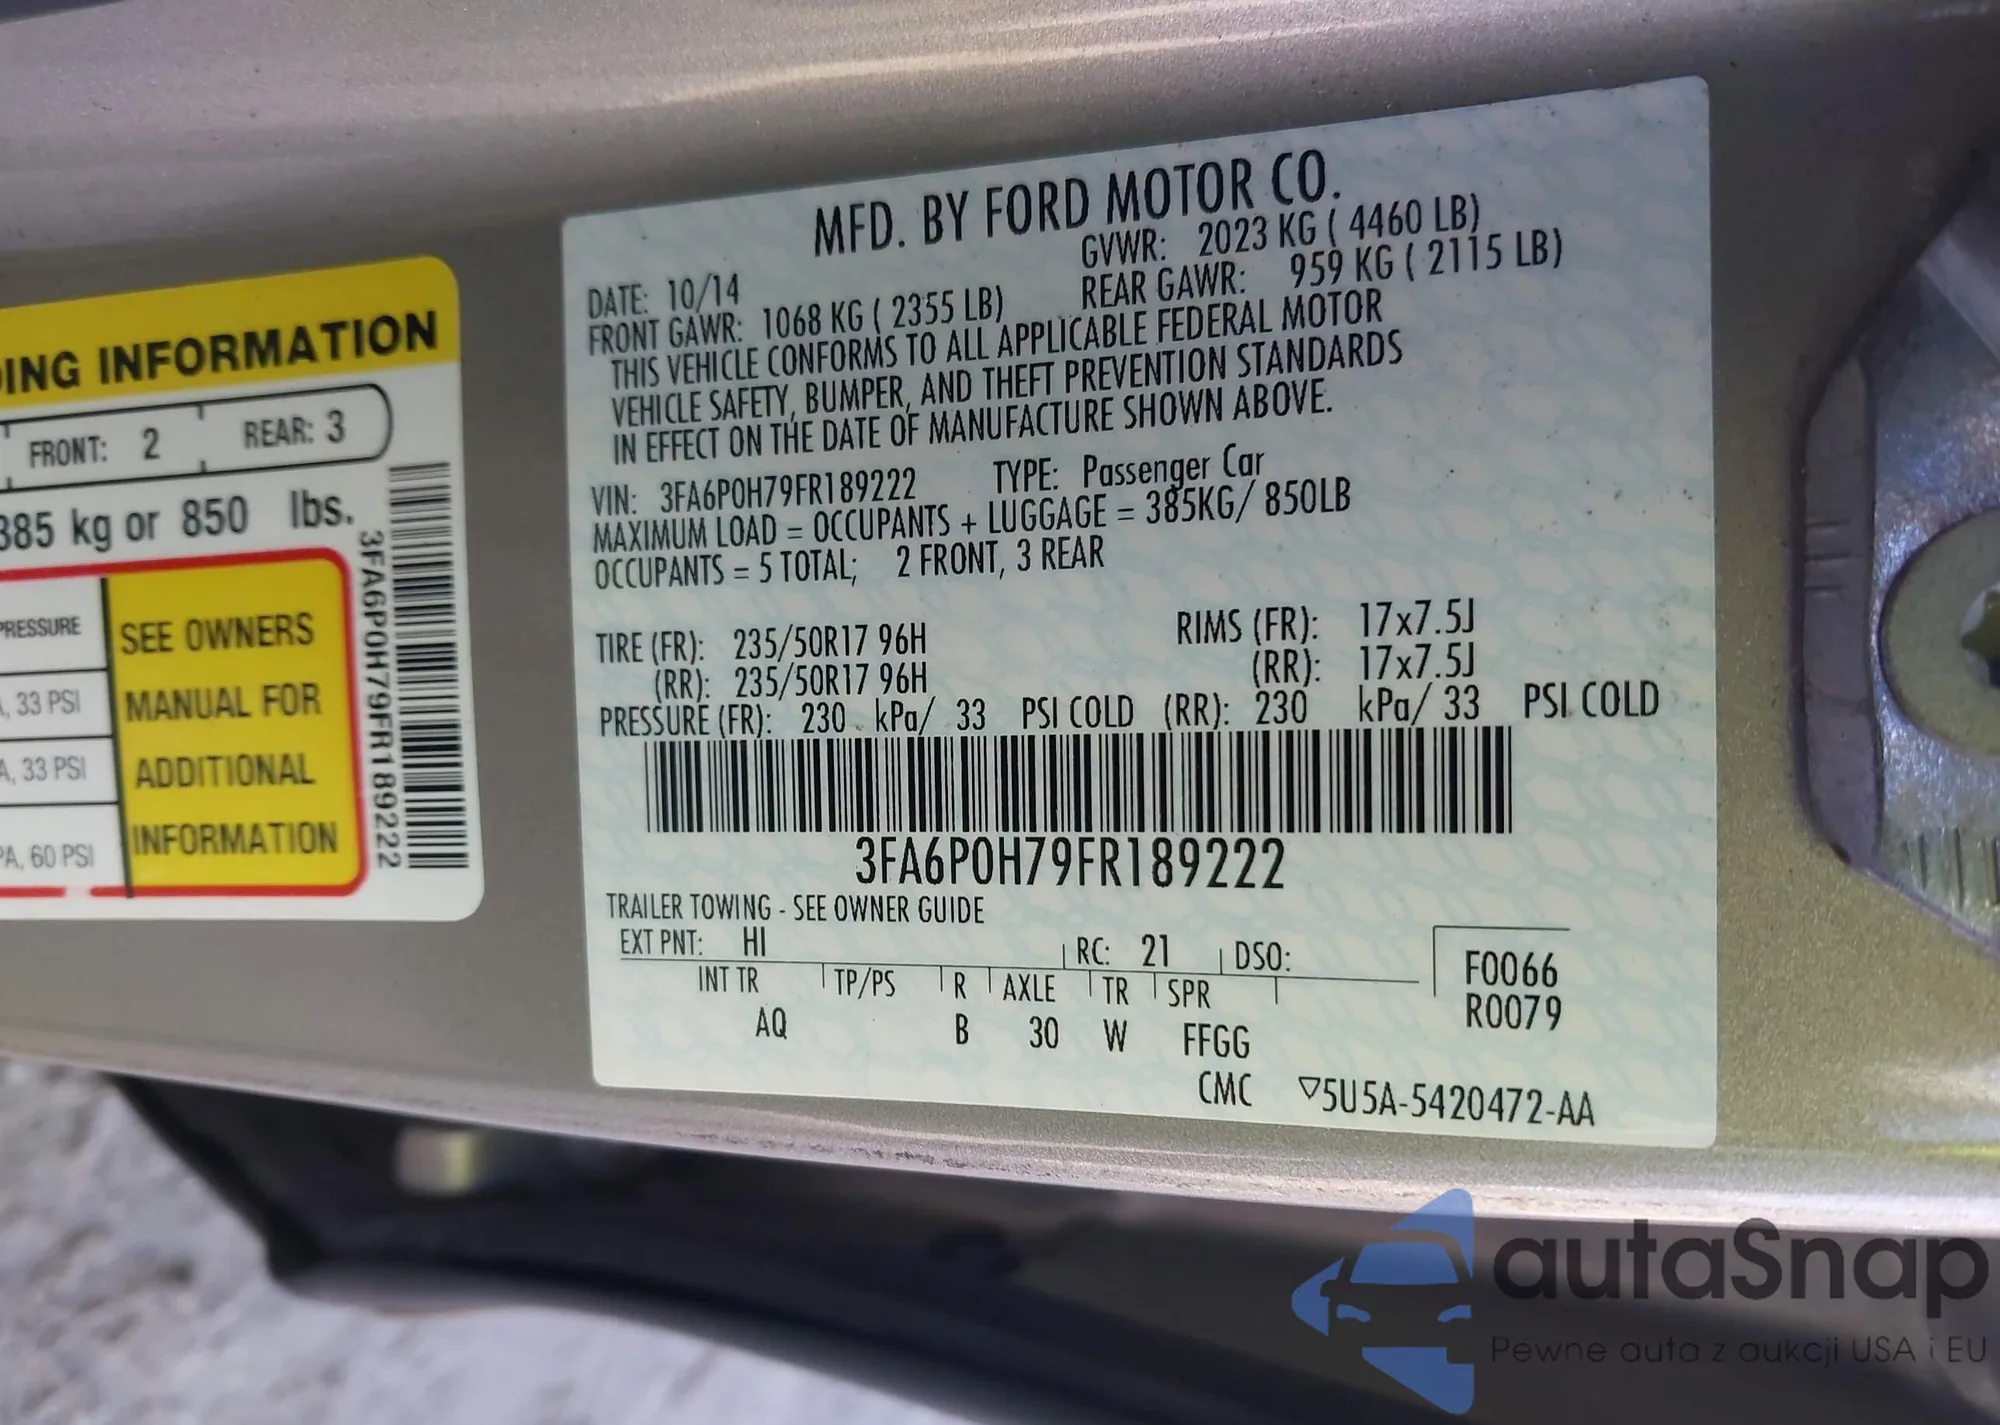 ING INFORMATION
FRONT: 2 REAR: 3
385 kg or 850 lbs.
PRESSURE
, 33 PSI
A, 33 PSI
PA, 60 PSI
SEE OWNERS
MANUAL FOR
ADDITIONAL
INFORMATION
3FA6P0H79FR189222
MFD. BY FORD MOTOR CO.
DATE: 10/14 GVWR: 2023 KG ( 4460 LB)
FRONT GAWR: 1068 KG ( 2355 LB) REAR GAWR: 959 KG ( 2115 LB)
THIS VEHICLE CONFORMS TO ALL APPLICABLE FEDERAL MOTOR
VEHICLE SAFETY, BUMPER, AND THEFT PREVENTION STANDARDS
IN EFFECT ON THE DATE OF MANUFACTURE SHOWN ABOVE.
VIN: 3FA6P0H79FR189222 TYPE: Passenger Car
MAXIMUM LOAD = OCCUPANTS + LUGGAGE = 385KG/ 850LB
OCCUPANTS = 5 TOTAL; 2 FRONT, 3 REAR
TIRE (FR): 235/50R17 96H RIMS (FR): 17x7.5J
(RR): 235/50R17 96H (RR): 17x7.5J
PRESSURE (FR): 230 kPa/ 33 PSI COLD (RR): 230 kPa/ 33 PSI COLD
3FA6P0H79FR189222
TRAILER TOWING - SEE OWNER GUIDE
EXT PNT: HI RC: 21 DSO:
INT TR TP/PS R AXLE TR SPR
AQ B 30 W FFGG
F0066
R0079
CMC ▽5U5A-5420472-AA
autaSnap
Pewne auta z aukcji USA i EU